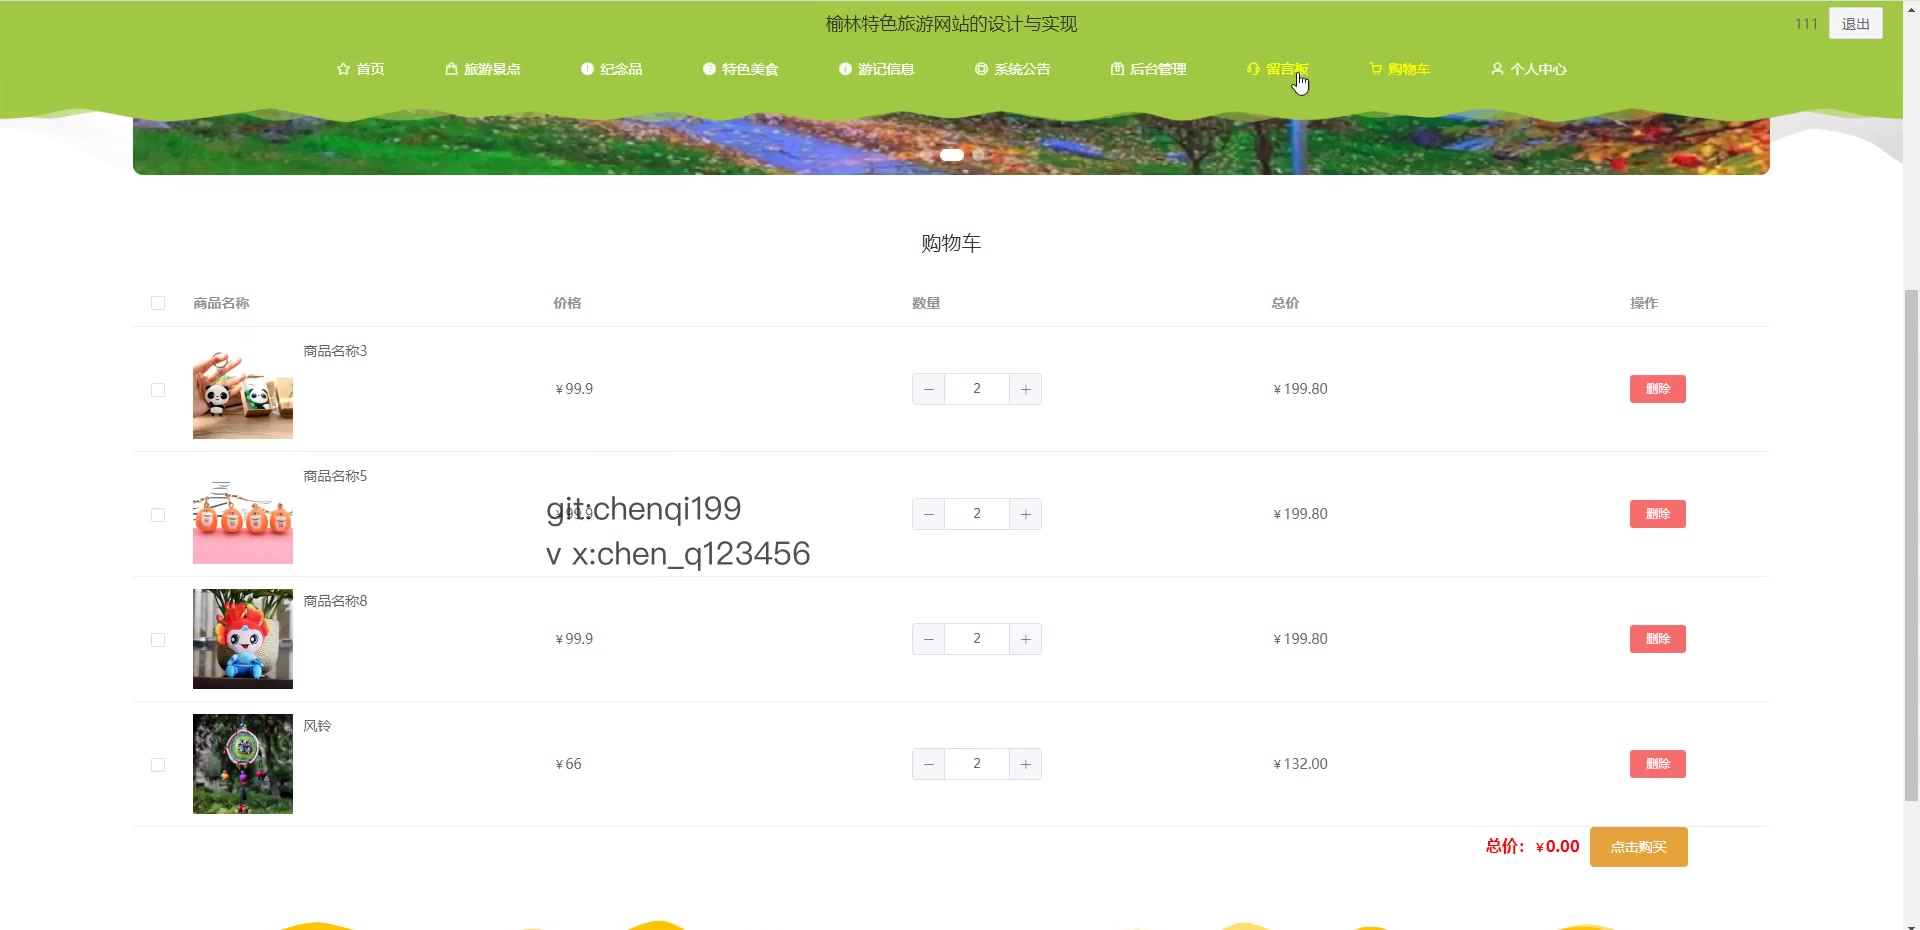 榆林特色旅游网站的设计与实现
111 退出
首页 旅游景点 纪念品 特色美食 游记信息 系统公告 后台管理 留言板 购物车 个人中心
购物车
商品名称 价格 数量 总价 操作
商品名称3
￥99.9 2 ￥199.80 删除
商品名称5
￥99.9 2 ￥199.80 删除
git:chenqi199
v x:chen_q123456
商品名称8
￥99.9 2 ￥199.80 删除
风铃
￥66 2 ￥132.00 删除
总价：￥0.00 点击购买